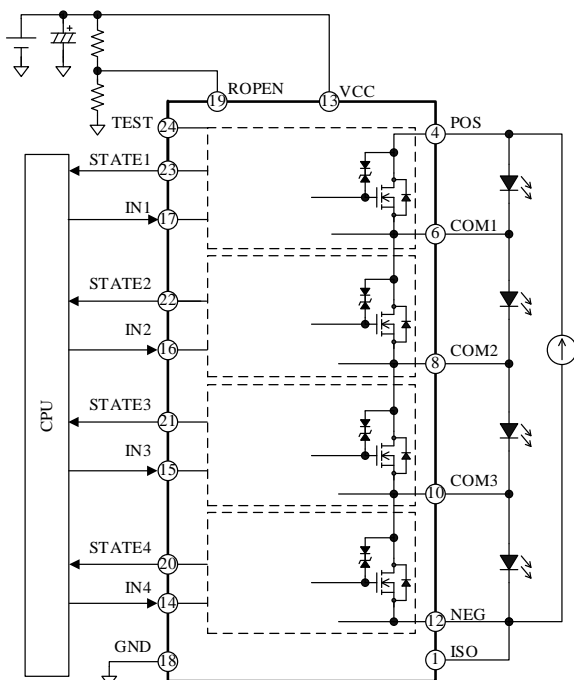 ROPEN
19
VCC
13
TEST
24
4
POS
STATE1
23
IN1
17
6
COM1
STATE2
22
IN2
16
8
COM2
CPU
STATE3
21
IN3
15
10
COM3
STATE4
20
IN4
14
12
NEG
GND
18
1
ISO